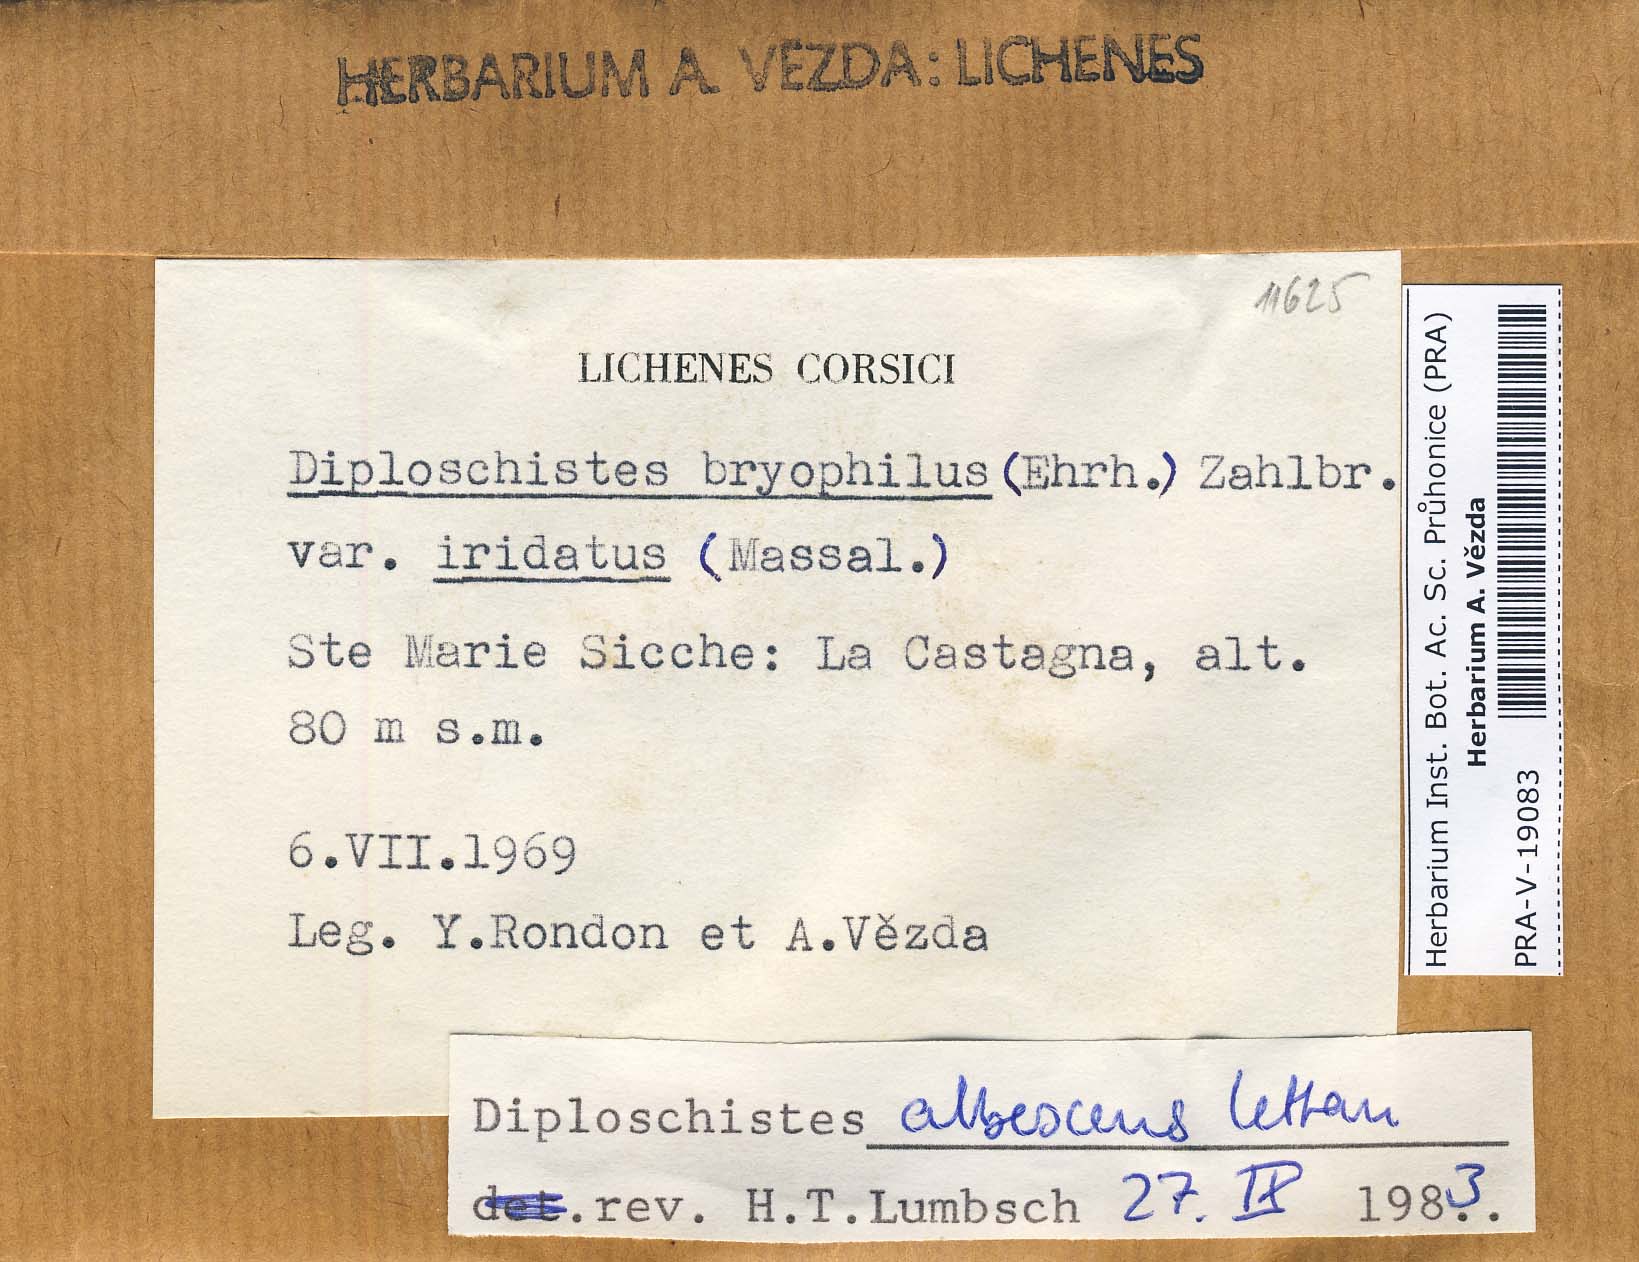 HERBARIUM A. VĚZDA: LICHENES
11625
LICHENES CORSICI
Diploschistes bryophilus (Ehrh.) Zahlbr.
var. iridatus (Massal.)
Ste Marie Sicche: La Castagna, alt.
80 m s.m.
6.VII.1969
Leg. Y.Rondon et A.Vězda
Herbarium Inst. Bot. Ac. Sc. Průhonice (PRA)
Herbarium A. Vězda
PRA-V-19083
Diploschistes albescens Lettau
det.rev. H.T.Lumbsch 27. IX 1983.